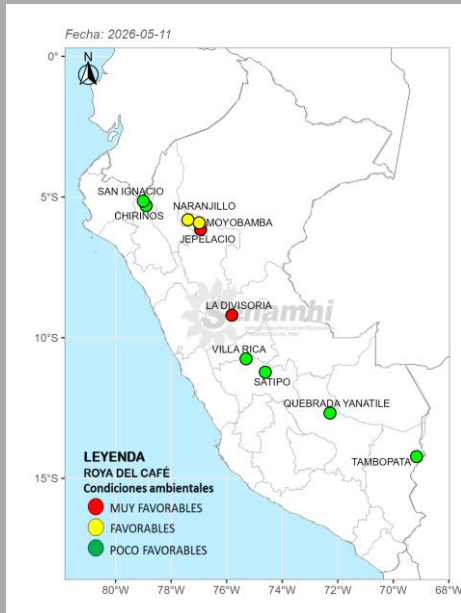 Fecha: 2026-05-11
N
0°
5°S
10°S
15°S
SAN IGNACIO
CHIRINOS
NARANJILLO
MOYOBAMBA
JEPELACIO
LA DIVISORIA
Senamhi
VILLA RICA
SATIPO
QUEBRADA YANATILE
TAMBOPATA
LEYENDA
ROYA DEL CAFÉ
Condiciones ambientales
MUY FAVORABLES
FAVORABLES
POCO FAVORABLES
80°W 78°W 76°W 74°W 72°W 70°W 68°W